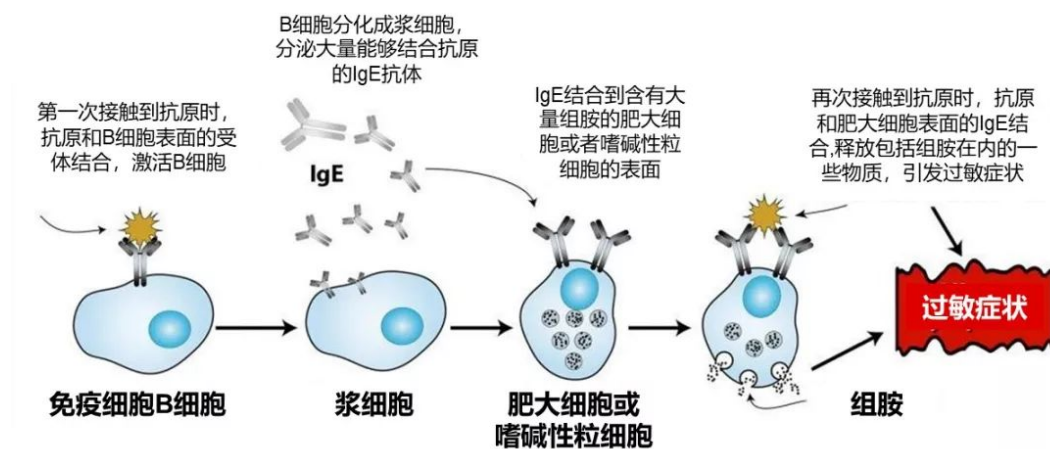 B细胞分化成浆细胞，
分泌大量能够结合抗原
的IgE抗体
第一次接触到抗原时，
抗原和B细胞表面的受
体结合，激活B细胞
IgE
IgE结合到含有大
量组胺的肥大细
胞或者嗜碱性粒
细胞的表面
再次接触到抗原时，抗原
和肥大细胞表面的IgE结
合,释放包括组胺在内的一
些物质，引发过敏症状
过敏症状
免疫细胞B细胞
浆细胞
肥大细胞或
嗜碱性粒细胞
组胺